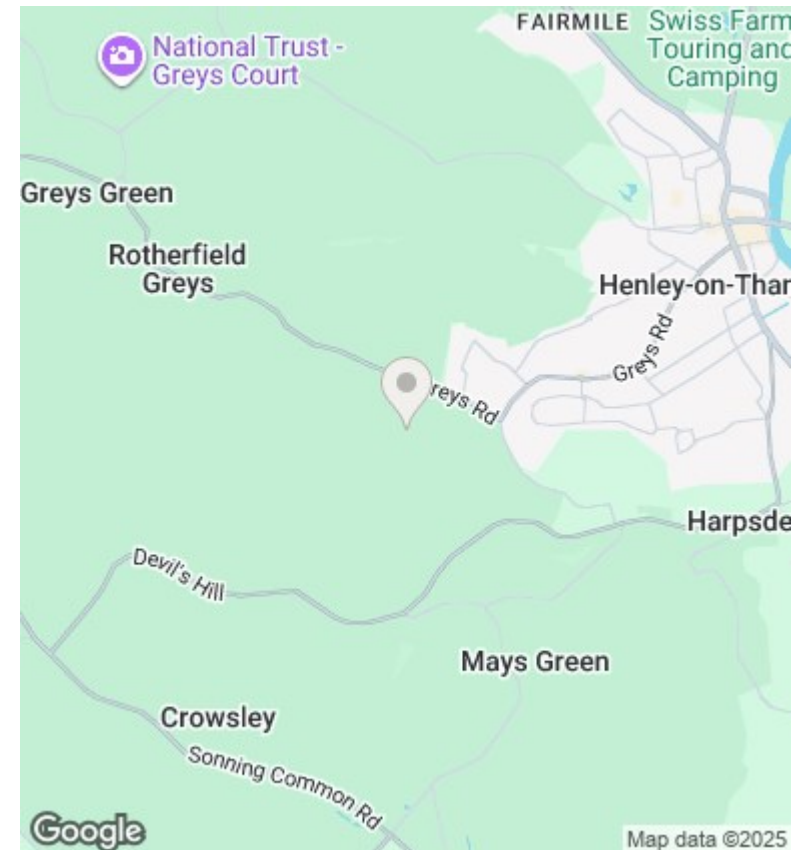 FAIRMILE
Swiss Farm
Touring and
Camping
National Trust -
Greys Court
Greys Green
Rotherfield
Greys
Henley-on-Than
Greys Rd
reys Rd
Harpsde
Devil's Hill
Mays Green
Crowsley
Sonning Common Rd
Google
Map data ©2025